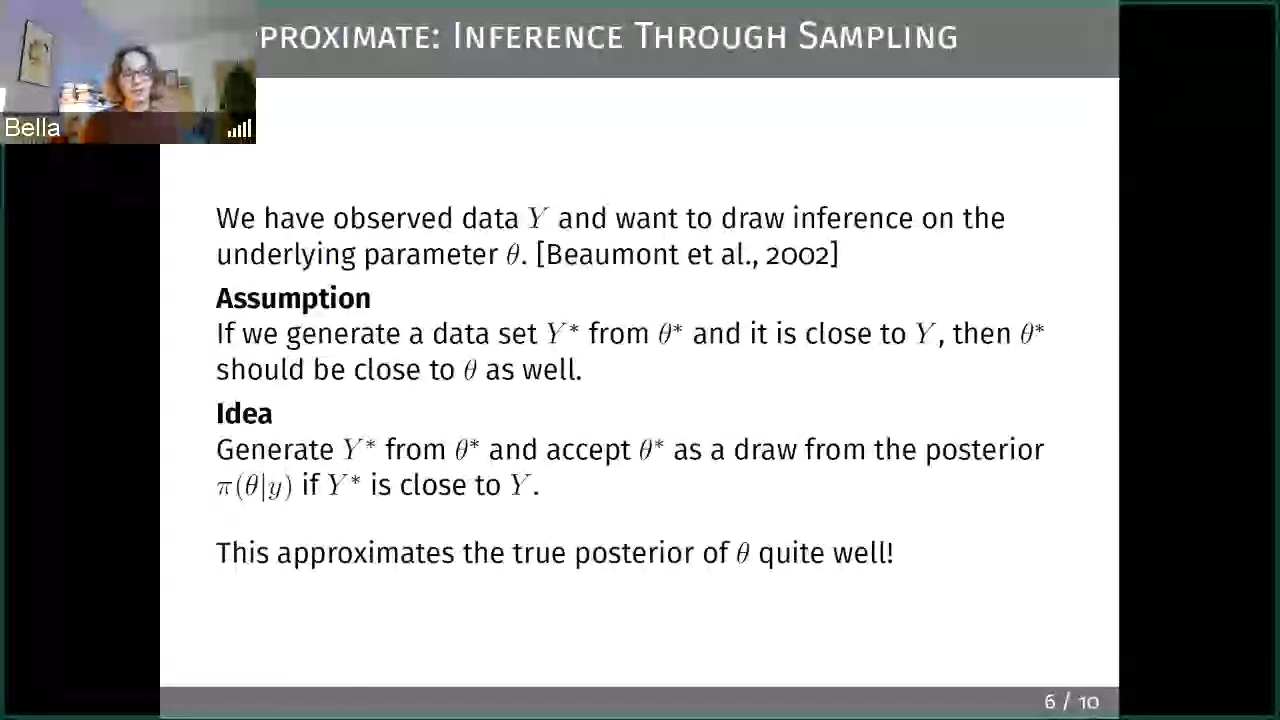 PROXIMATE: INFERENCE THROUGH SAMPLING
Bella
We have observed data Y and want to draw inference on the
underlying parameter θ. [Beaumont et al., 2002]
Assumption
If we generate a data set Y* from θ* and it is close to Y, then θ*
should be close to θ as well.
Idea
Generate Y* from θ* and accept θ* as a draw from the posterior
π(θ|y) if Y* is close to Y.
This approximates the true posterior of θ quite well!
6 / 10